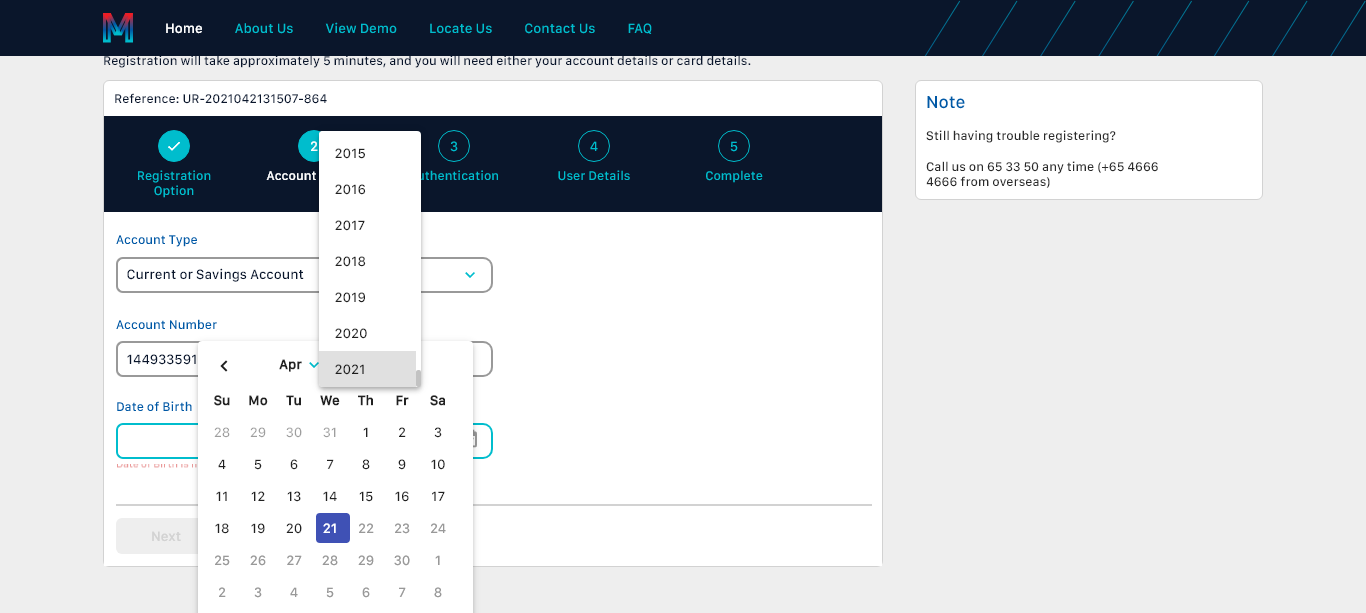 Home About Us View Demo Locate Us Contact Us FAQ
Registration will take approximately 5 minutes, and you will need either your account details or card details.
Reference: UR-2021042131507-864
2 3 4 5
Registration Option
Account
uthentication
User Details
Complete
2015
2016
2017
2018
2019
2020
2021
Account Type
Current or Savings Account
Account Number
144933591
Date of Birth
Date of Birth is
Next
Apr
Su Mo Tu We Th Fr Sa
28 29 30 31 1 2 3
4 5 6 7 8 9 10
11 12 13 14 15 16 17
18 19 20 21 22 23 24
25 26 27 28 29 30 1
2 3 4 5 6 7 8
Note
Still having trouble registering?
Call us on 65 33 50 any time (+65 4666
4666 from overseas)